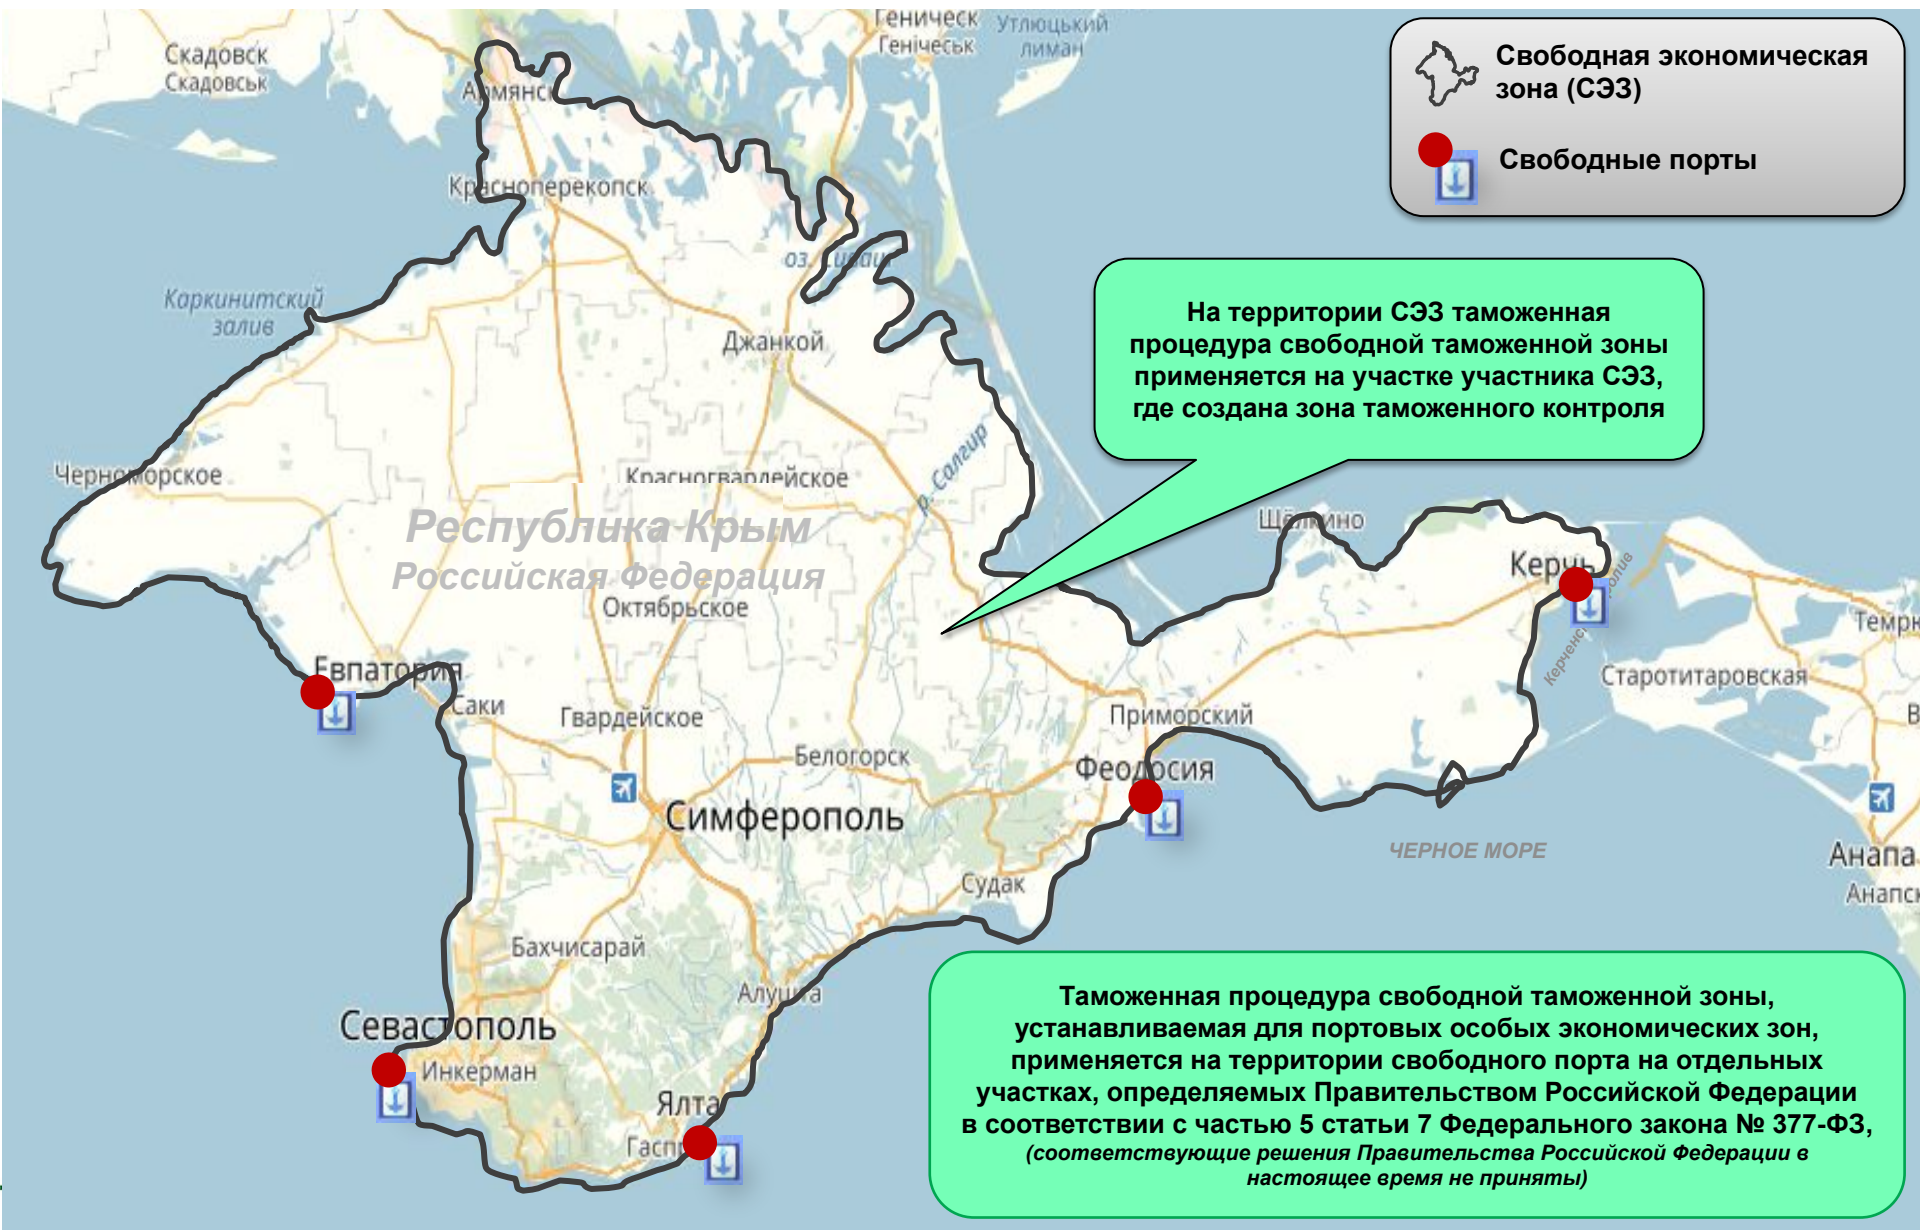 Геническ
Генічеськ
Утлюцький
лиман
Скадовск
Скадовськ
Свободная экономическая
зона (СЭЗ)
Свободные порты
Армянск
Красноперекопск
оз. Сиваш
Каркинитский
залив
Джанкой
На территории СЭЗ таможенная
процедура свободной таможенной зоны
применяется на участке участника СЭЗ,
где создана зона таможенного контроля
р. Салгир
Черноморское
Красногвардейское
Республика Крым
Российская Федерация
Октябрьское
Щёлкино
Керчь
Темрю
Евпатория
Саки
Гвардейское
Белогорск
Приморский
Старотитаровская
В
Феодосия
Симферополь
ЧЕРНОЕ МОРЕ
Анапа
Анапск
Судак
Бахчисарай
Алушта
Севастополь
Инкерман
Ялта
Гаспр
Таможенная процедура свободной таможенной зоны,
устанавливаемая для портовых особых экономических зон,
применяется на территории свободного порта на отдельных
участках, определяемых Правительством Российской Федерации
в соответствии с частью 5 статьи 7 Федерального закона № 377-ФЗ,
(соответствующие решения Правительства Российской Федерации в
настоящее время не приняты)